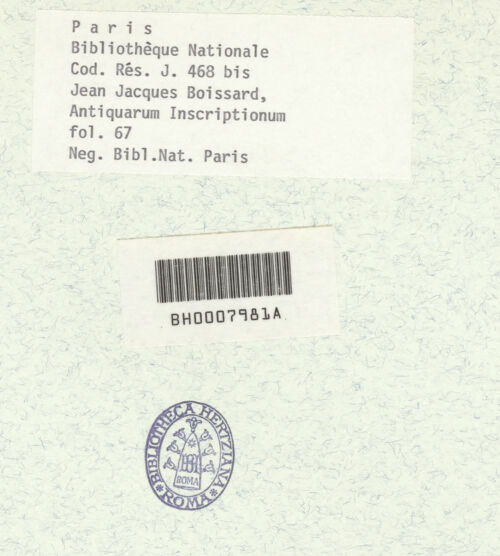 P a r i s
Bibliothèque Nationale
Cod. Rés. J. 468 bis
Jean Jacques Boissard,
Antiquarum Inscriptionum
fol. 67
Neg. Bibl.Nat. Paris
BH0007981A
BIBLIOTHECA HERTZIANA
ROMA
*ROMA*